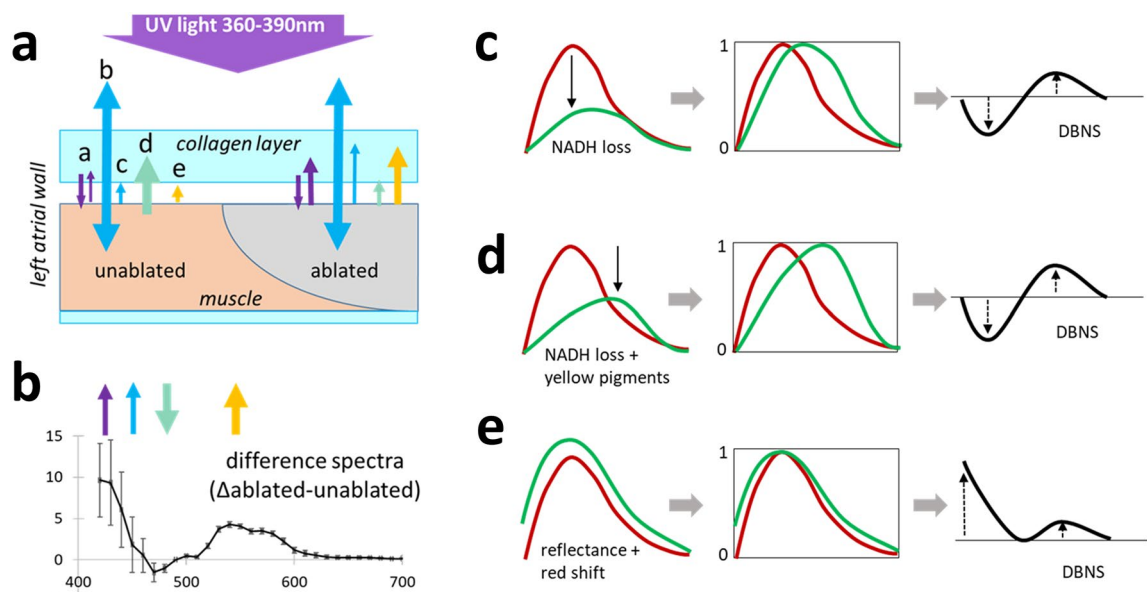 a
UV light 360-390nm
b
a
c
d
e
collagen layer
left atrial wall
unablated
ablated
muscle
b
15
10
5
0
400
500
600
700
difference spectra
(Δablated-unablated)
c
NADH loss
1
0
DBNS
d
NADH loss +
yellow pigments
1
0
DBNS
e
reflectance +
red shift
1
0
DBNS